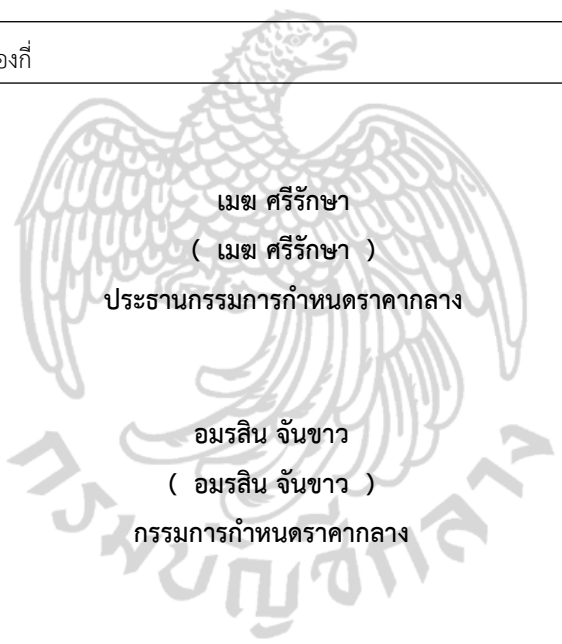 องกี่
เมฆ ศรีรักษา
( เมฆ ศรีรักษา )
ประธานกรรมการกำหนดราคากลาง
อมรสิน จันขาว
( อมรสิน จันขาว )
กรรมการกำหนดราคากลาง
กรมบัญชีกลาง